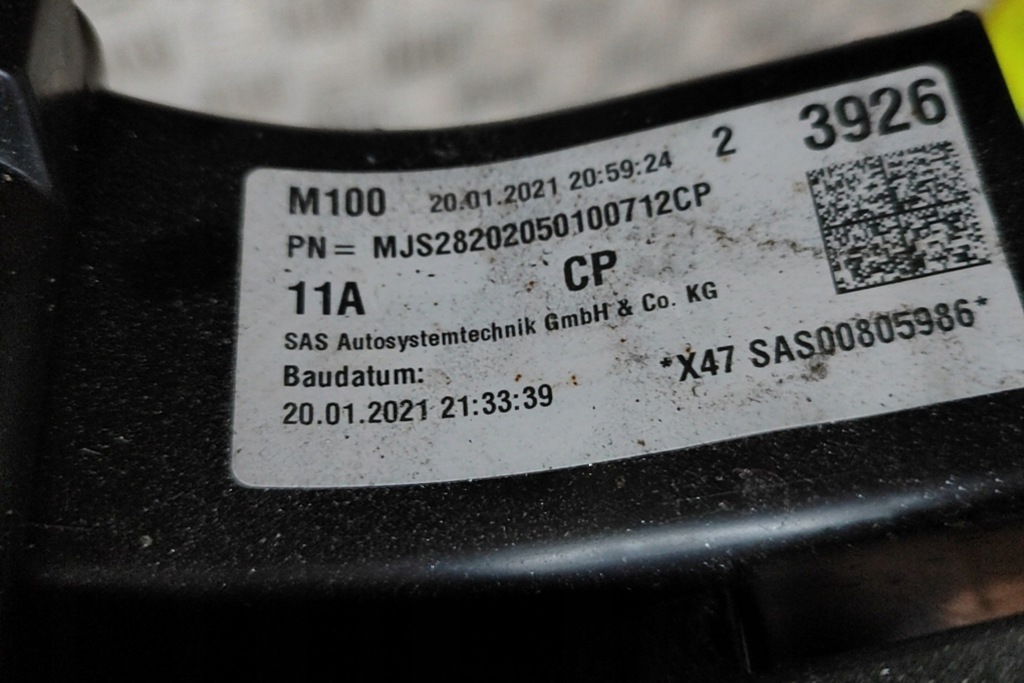 M100 20.01.2021 20:59:24 2 3926
PN = MJS28202050100712CP
11A CP
SAS Autosystemtechnik GmbH & Co. KG
Baudatum: *X47 SAS00805986*
20.01.2021 21:33:39